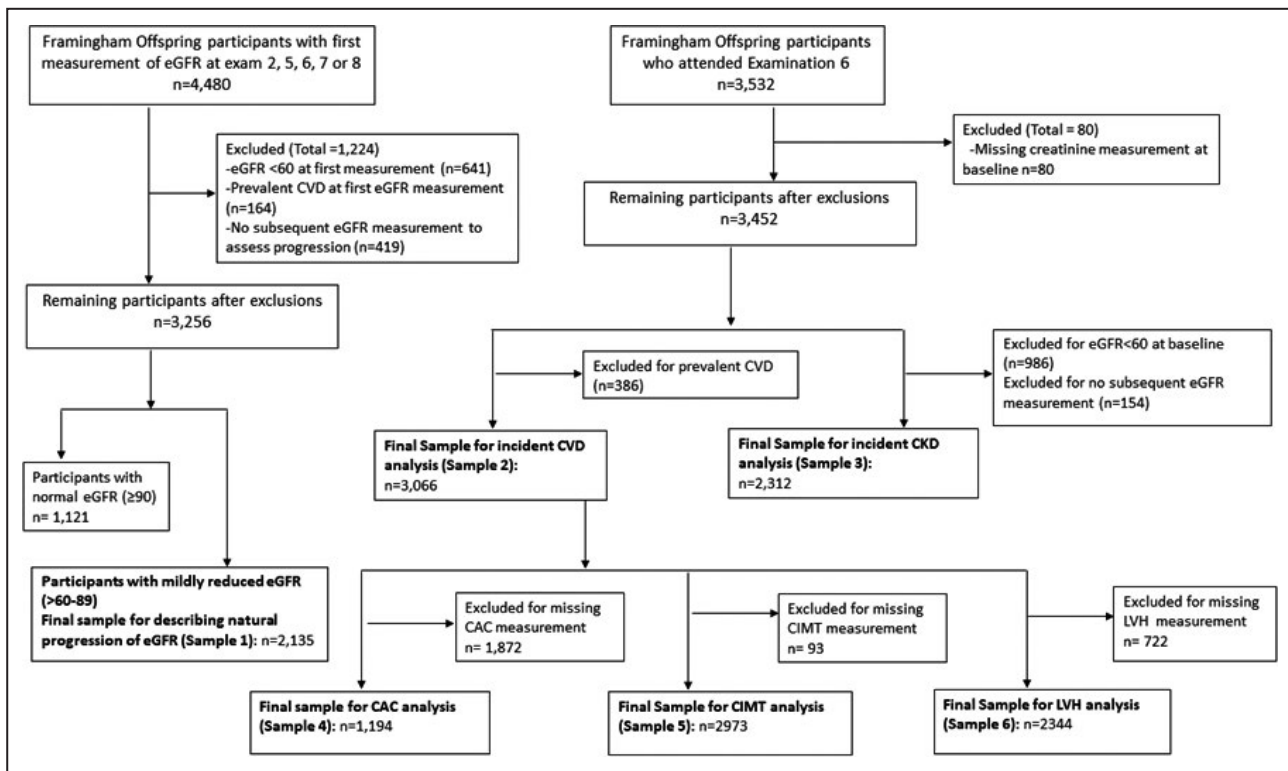 Framingham Offspring participants with first
measurement of eGFR at exam 2, 5, 6, 7 or 8
n=4,480
Excluded (Total =1,224)
-eGFR <60 at first measurement (n=641)
-Prevalent CVD at first eGFR measurement
(n=164)
-No subsequent eGFR measurement to
assess progression (n=419)
Remaining participants after exclusions
n=3,256
Participants with
normal eGFR (≥90)
n= 1,121
Participants with mildly reduced eGFR
(>60-89)
Final sample for describing natural
progression of eGFR (Sample 1): n=2,135
Framingham Offspring participants
who attended Examination 6
n=3,532
Excluded (Total = 80)
-Missing creatinine measurement at
baseline n=80
Remaining participants after exclusions
n=3,452
Excluded for prevalent CVD
(n=386)
Excluded for eGFR<60 at baseline
(n=986)
Excluded for no subsequent eGFR
measurement (n=154)
Final Sample for incident CVD
analysis (Sample 2):
n=3,066
Final Sample for incident CKD
analysis (Sample 3):
n=2,312
Excluded for missing
CAC measurement
n= 1,872
Excluded for missing
CIMT measurement
n= 93
Excluded for missing
LVH measurement
n= 722
Final sample for CAC analysis
(Sample 4): n=1,194
Final Sample for CIMT analysis
(Sample 5): n=2973
Final Sample for LVH analysis
(Sample 6): n=2344